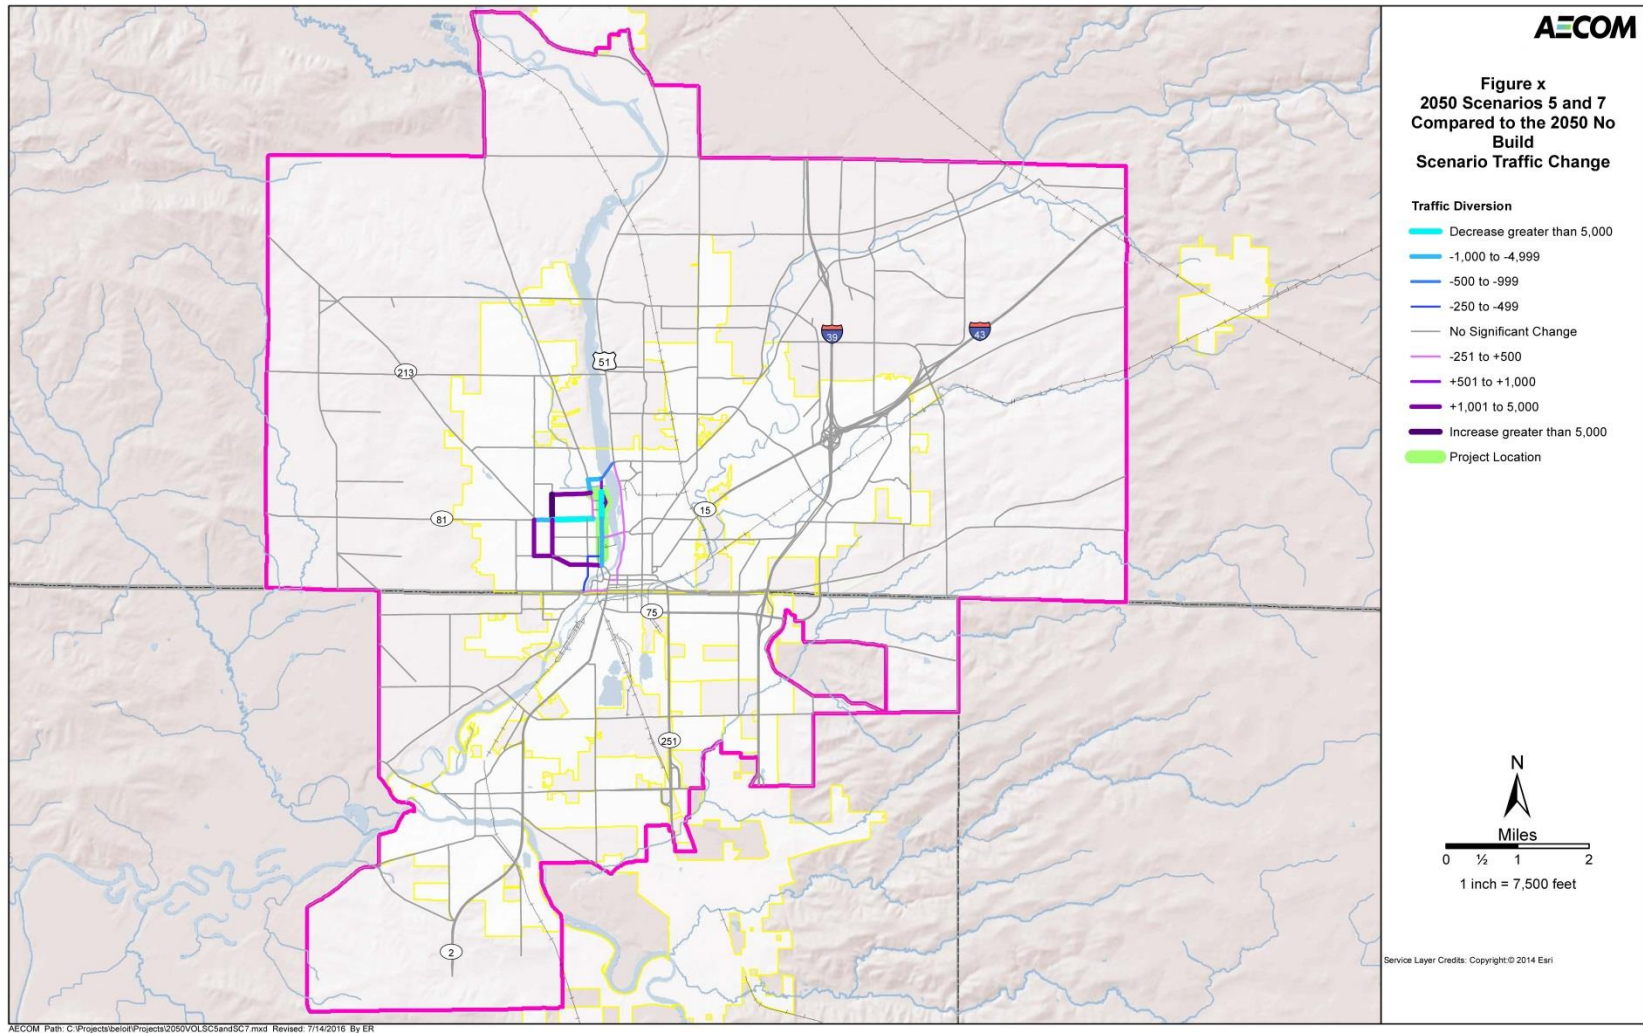 AECOM
Figure x
2050 Scenarios 5 and 7
Compared to the 2050 No
Build
Scenario Traffic Change
Traffic Diversion
Decrease greater than 5,000
-1,000 to -4,999
-500 to -999
-250 to -499
No Significant Change
-251 to +500
+501 to +1,000
+1,001 to 5,000
Increase greater than 5,000
Project Location
39
43
51
213
81
15
75
251
2
N
Miles
0 ½ 1 2
1 inch = 7,500 feet
Service Layer Credits: Copyright:© 2014 Esri
AECOM Path: C:\Projects\beloit\Projects\2050VOLSC5andSC7.mxd Revised: 7/14/2016 By ER